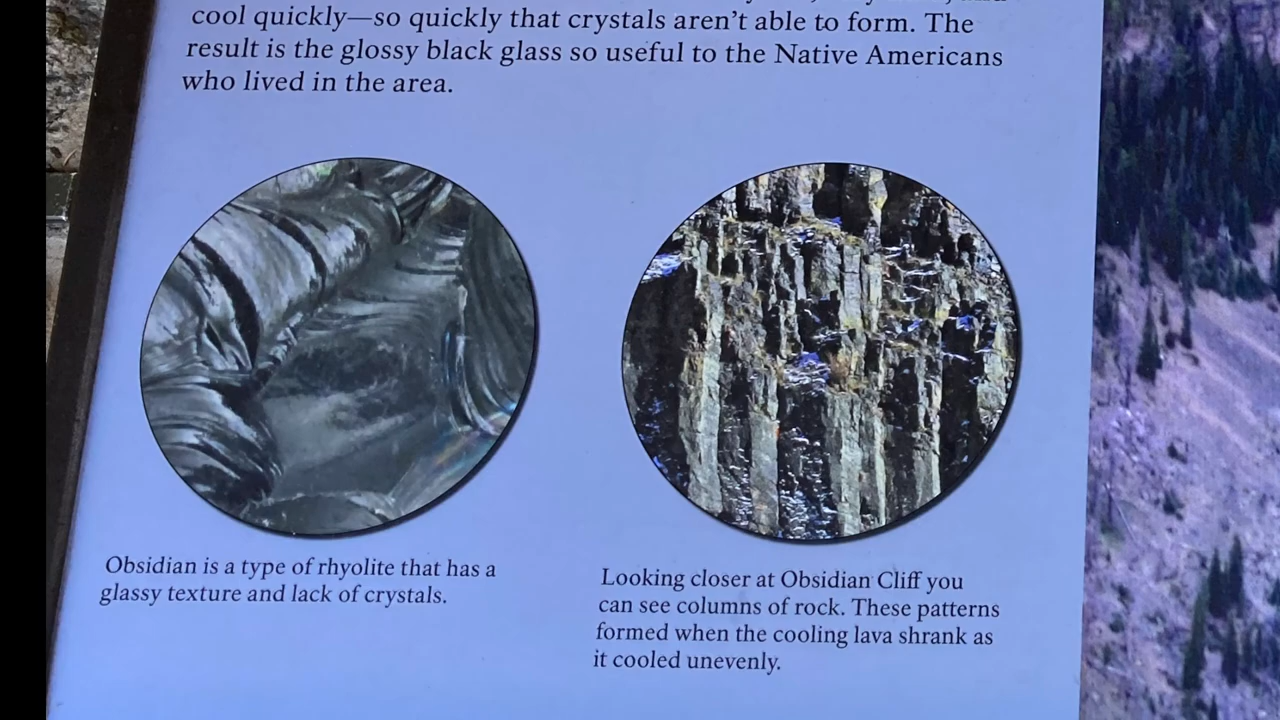 cool quickly—so quickly that crystals aren't able to form. The
result is the glossy black glass so useful to the Native Americans
who lived in the area.
Obsidian is a type of rhyolite that has a
glassy texture and lack of crystals.
Looking closer at Obsidian Cliff you
can see columns of rock. These patterns
formed when the cooling lava shrank as
it cooled unevenly.